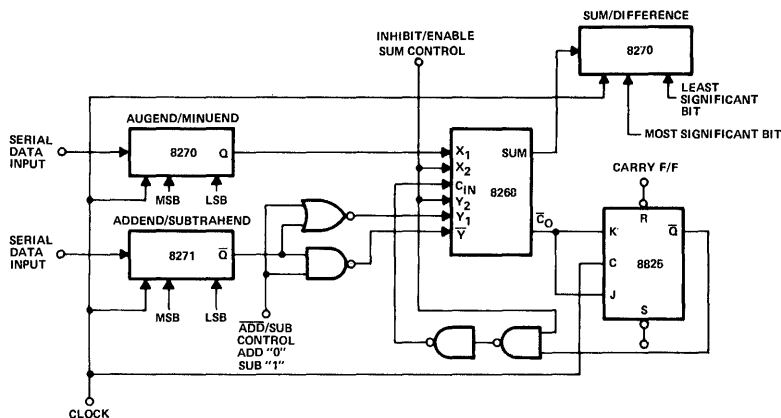 SUM/DIFFERENCE
8270
INHIBIT/ENABLE
SUM CONTROL
LEAST
SIGNIFICANT
BIT
MOST SIGNIFICANT BIT
AUGEND/MINUEND
SERIAL
DATA
INPUT
8270
Q
MSB
LSB
X1
X2
CIN
Y2
Y1
Y̅
SUM
8268
C̅O
CARRY F/F
R
K
Q̅
C
8825
J
S
ADDEND/SUBTRAHEND
SERIAL
DATA
INPUT
8271
Q̅
MSB
LSB
A̅D̅D̅/SUB
CONTROL
ADD "0"
SUB "1"
CLOCK